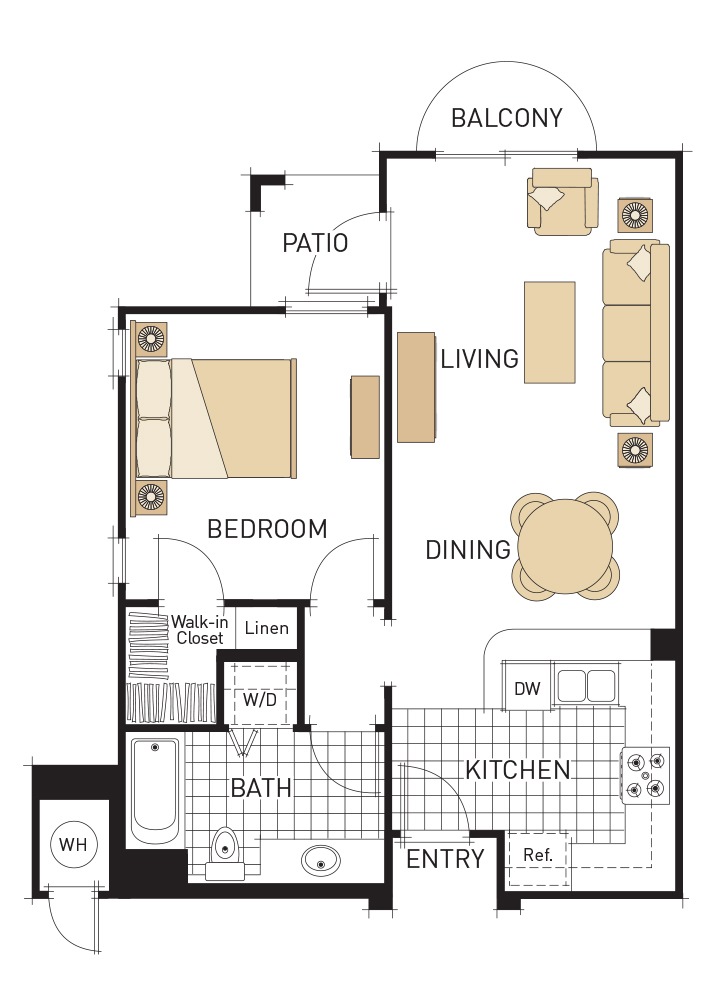 BALCONY
PATIO
LIVING
BEDROOM
DINING
Walk-in
Closet
Linen
W/D
DW
KITCHEN
BATH
WH
ENTRY
Ref.